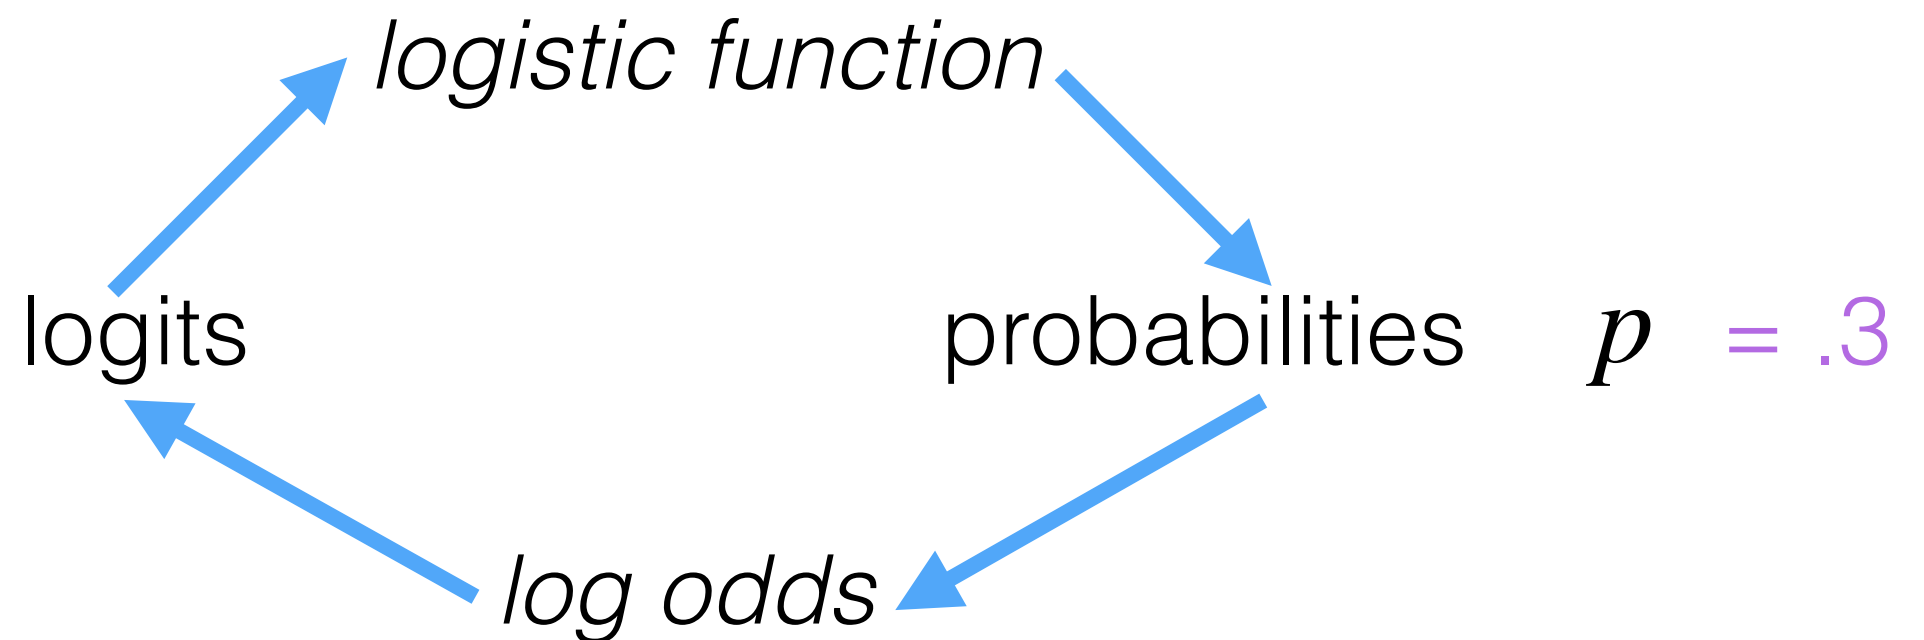 logistic function
logits
probabilities p = .3
log odds